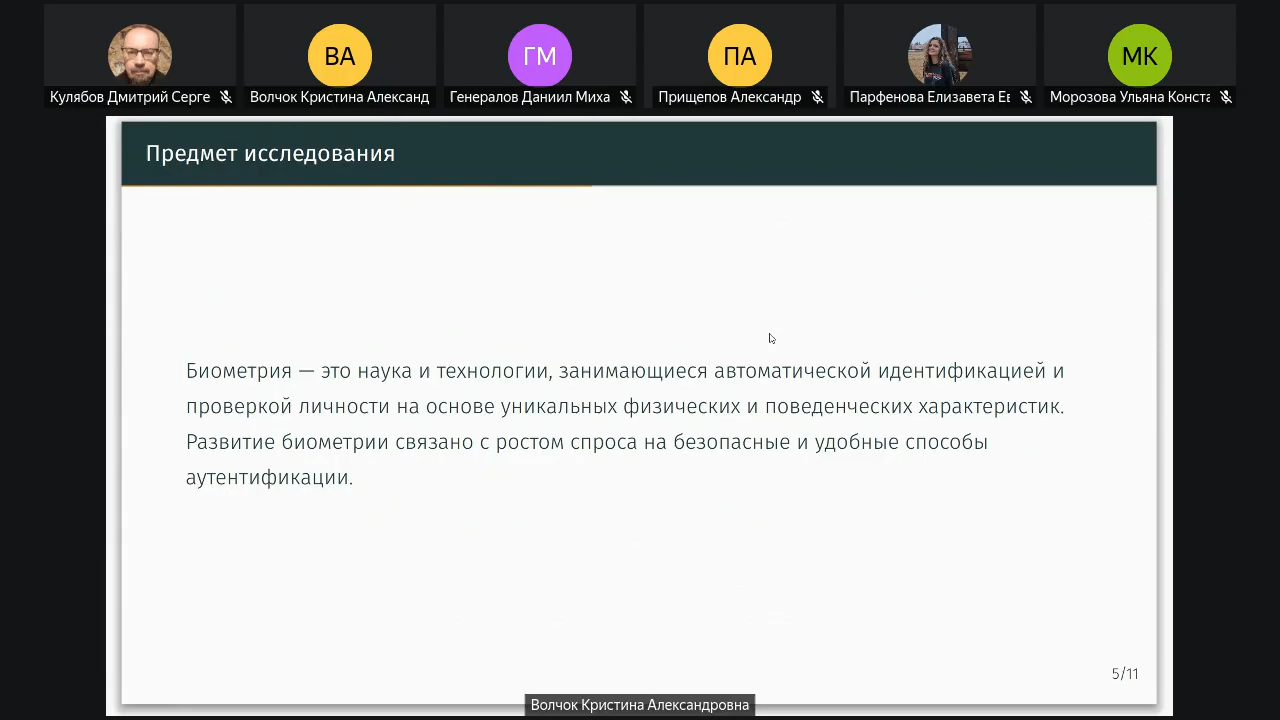 ВА
ГМ
ПА
МК
Кулябов Дмитрий Серге
Волчок Кристина Александ
Генералов Даниил Миха
Прищепов Александр
Парфенова Елизавета Ев
Морозова Ульяна Конста
Предмет исследования
Биометрия — это наука и технологии, занимающиеся автоматической идентификацией и
проверкой личности на основе уникальных физических и поведенческих характеристик.
Развитие биометрии связано с ростом спроса на безопасные и удобные способы
аутентификации.
5/11
Волчок Кристина Александровна